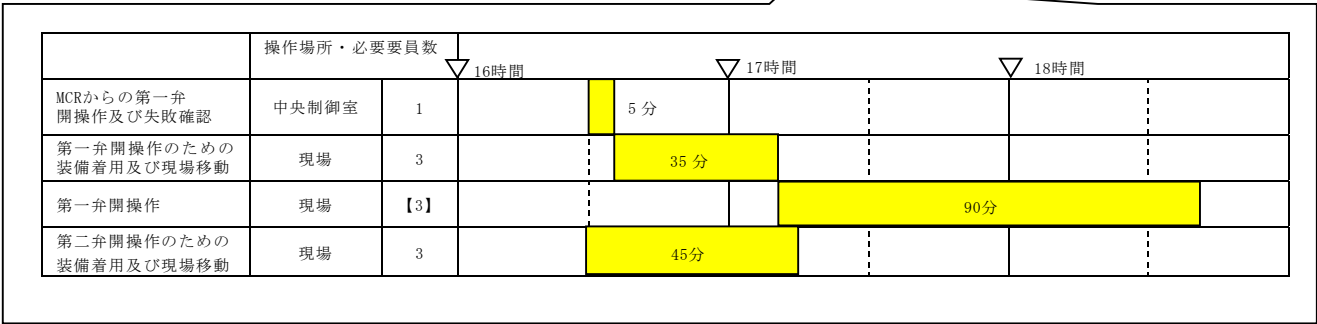 操作場所・必要要員数
16時間
17時間
18時間
MCRからの第一弁
開操作及び失敗確認
中央制御室
1
5分
第一弁開操作のための
装備着用及び現場移動
現場
3
35分
第一弁開操作
現場
【3】
90分
第二弁開操作のための
装備着用及び現場移動
現場
3
45分